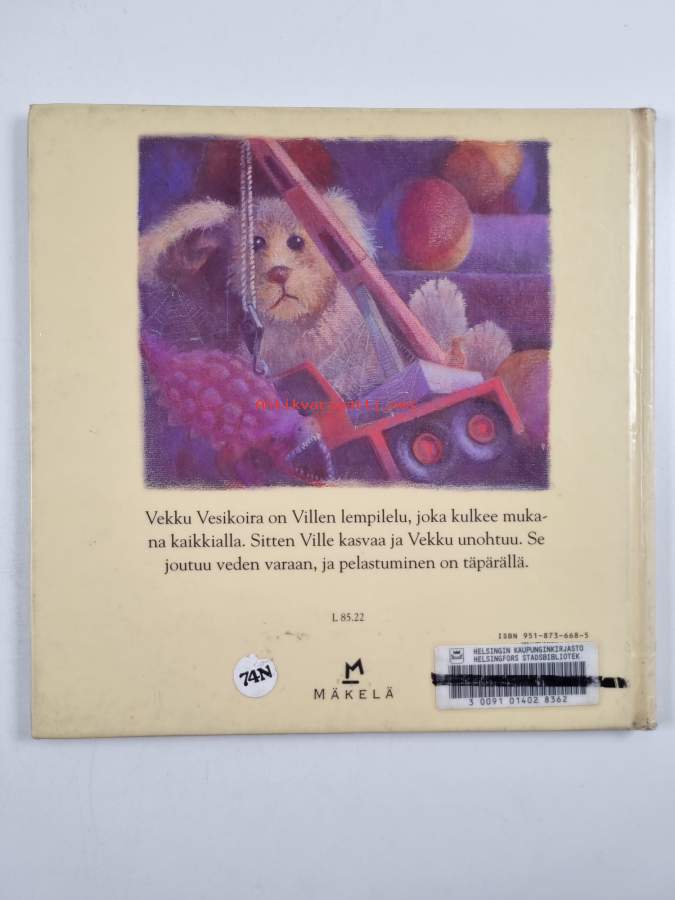 Antikvariaatti.net
Vekku Vesikoira on Villen lempilelu, joka kulkee muka-
na kaikkialla. Sitten Ville kasvaa ja Vekku unohtuu. Se
joutuu veden varaan, ja pelastuminen on täpärällä.
L 85.22
ISBN 951-873-668-5
HELSINGIN KAUPUNGINKIRJASTO
HELSINGFORS STADSBIBLIOTEK
3 0091 01402 8362
74N
M
MÄKELÄ